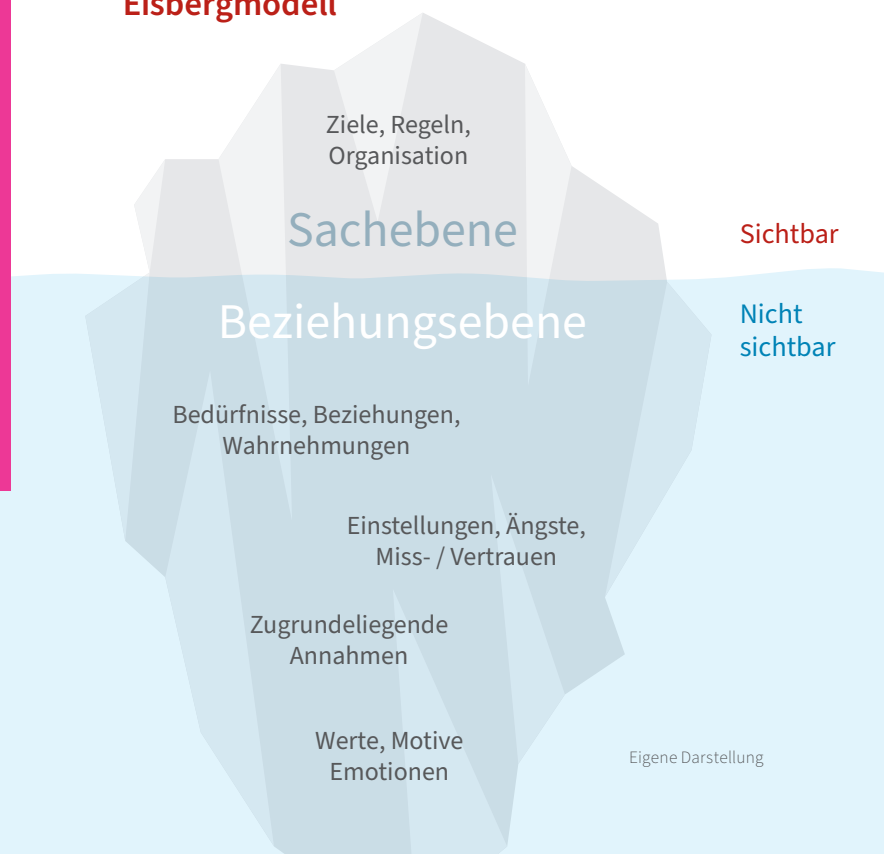 Eisbergmodell
Ziele, Regeln,
Organisation
Sachebene
Sichtbar
Beziehungsebene
Nicht
sichtbar
Bedürfnisse, Beziehungen,
Wahrnehmungen
Einstellungen, Ängste,
Miss- / Vertrauen
Zugrundeliegende
Annahmen
Werte, Motive
Emotionen
Eigene Darstellung